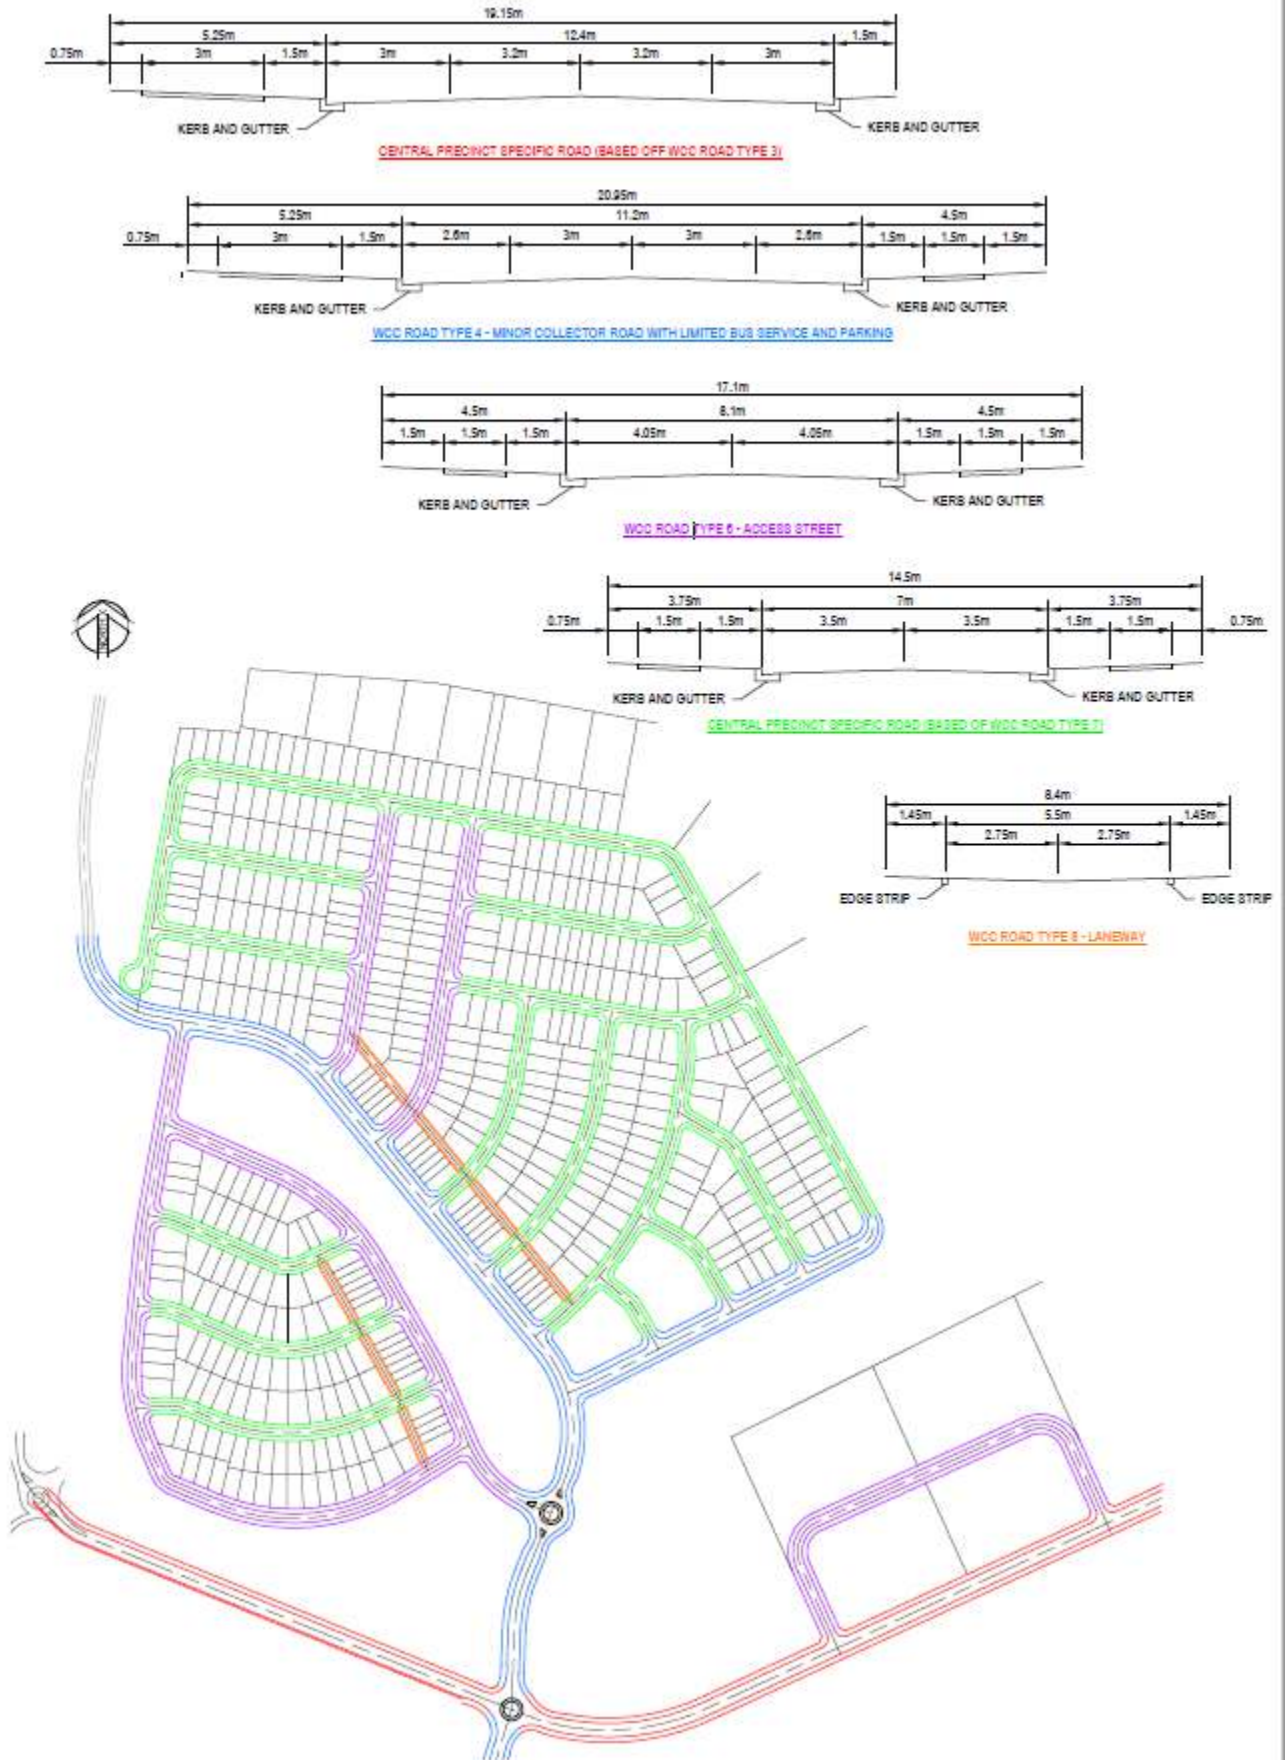 19.15m
5.25m 12.4m 1.5m
0.75m 3m 1.5m 3m 3.2m 3.2m 3m
KERB AND GUTTER KERB AND GUTTER
CENTRAL PRECINCT SPECIFIC ROAD (BASED OFF WCC ROAD TYPE 3)
20.95m
5.25m 11.2m 4.5m
0.75m 3m 1.5m 2.6m 3m 3m 2.6m 1.5m 1.5m 1.5m
KERB AND GUTTER KERB AND GUTTER
WCC ROAD TYPE 4 - MINOR COLLECTOR ROAD WITH LIMITED BUS SERVICE AND PARKING
17.1m
4.5m 8.1m 4.5m
1.5m 1.5m 1.5m 4.05m 4.05m 1.5m 1.5m 1.5m
KERB AND GUTTER KERB AND GUTTER
WCC ROAD TYPE 6 - ACCESS STREET
14.5m
3.75m 7m 3.75m
0.75m 1.5m 1.5m 3.5m 3.5m 1.5m 1.5m 0.75m
KERB AND GUTTER KERB AND GUTTER
CENTRAL PRECINCT SPECIFIC ROAD (BASED OF WCC ROAD TYPE 7)
8.4m
1.45m 5.5m 1.45m
2.75m 2.75m
EDGE STRIP EDGE STRIP
WCC ROAD TYPE 8 - LANEWAY